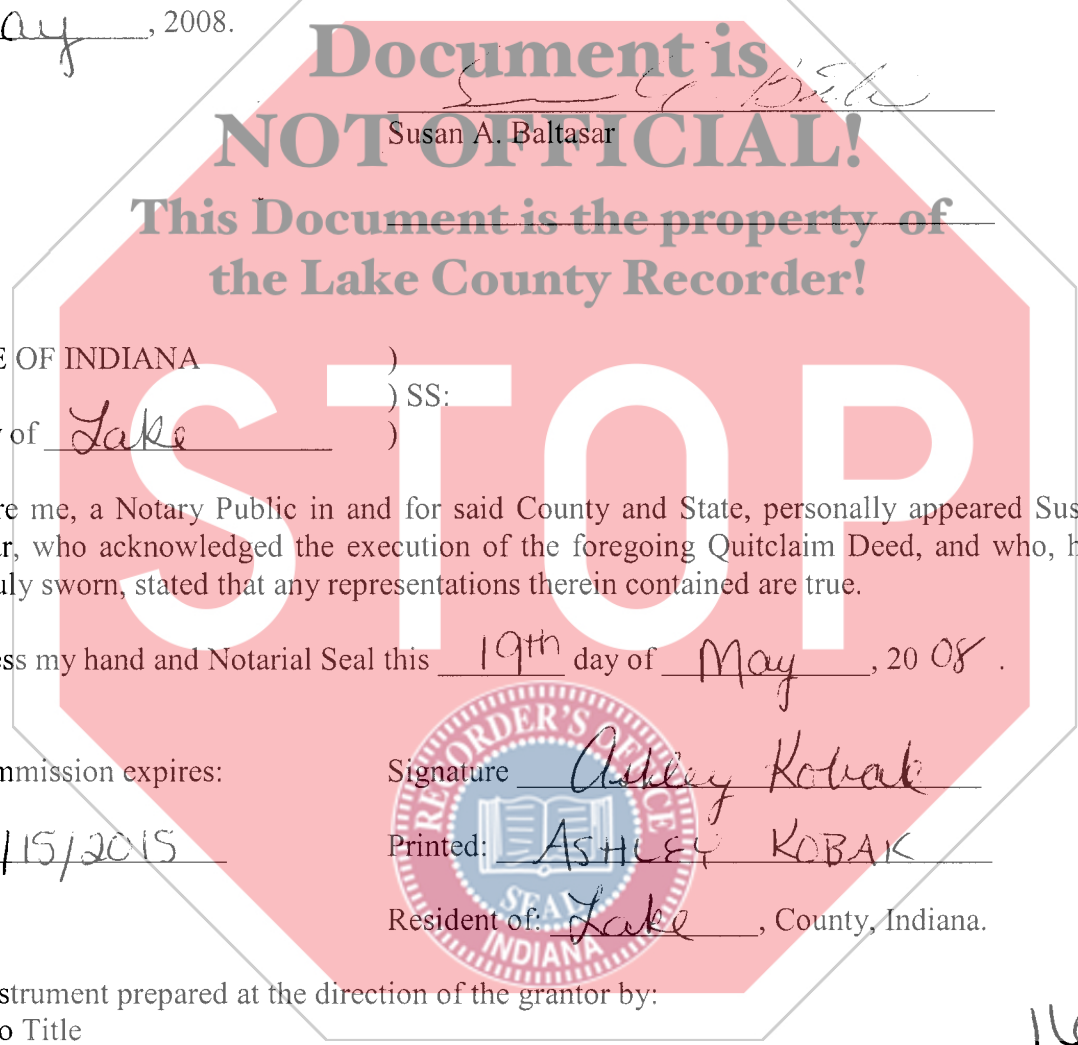 ay, 2008.
Document is
NOT OFFICIAL!
Susan A. Baltasar
This Document is the property of
the Lake County Recorder!
E OF INDIANA )
) SS:
y of Lake )
STOP
re me, a Notary Public in and for said County and State, personally appeared Sus
r, who acknowledged the execution of the foregoing Quitclaim Deed, and who, h
uly sworn, stated that any representations therein contained are true.
ess my hand and Notarial Seal this 19th day of May, 20 08.
mmission expires:
Signature Ashley Kobak
/15/2015
Printed: ASHLEY KOBAK
RECORDER'S OFFICE
SEAL
INDIANA
Resident of: Lake, County, Indiana.
strument prepared at the direction of the grantor by:
o Title